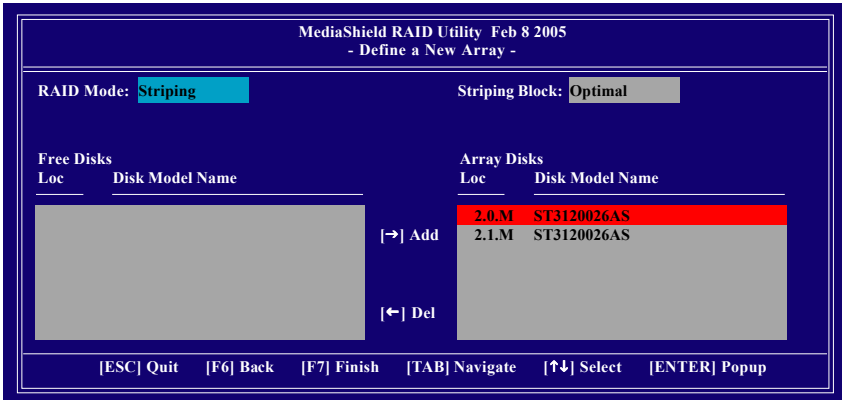 MediaShield RAID Utility Feb 8 2005
- Define a New Array -
RAID Mode: Striping
Striping Block: Optimal
Free Disks
Loc Disk Model Name
Array Disks
Loc Disk Model Name
2.0.M ST3120026AS
2.1.M ST3120026AS
[→] Add
[←] Del
[ESC] Quit [F6] Back [F7] Finish [TAB] Navigate [↑↓] Select [ENTER] Popup